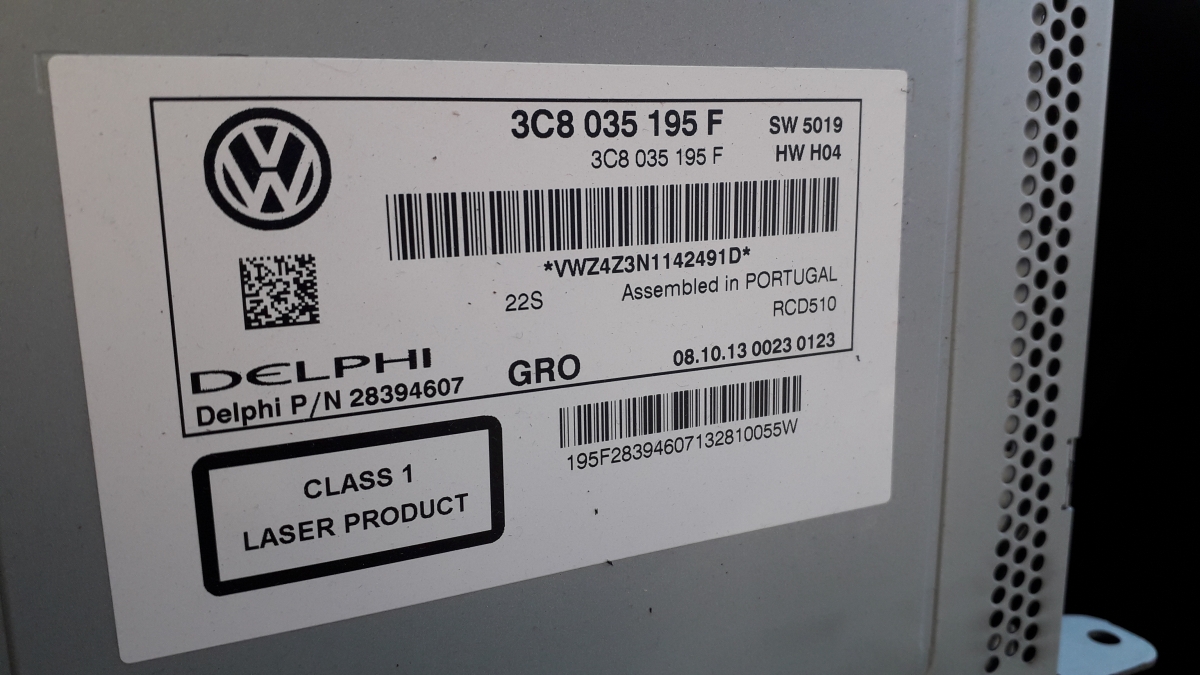 3C8 035 195 F
SW 5019
3C8 035 195 F
HW H04
*VWZ4Z3N1142491D*
22S
Assembled in PORTUGAL
RCD510
DELPHI
GRO
08.10.13 0023 0123
Delphi P/N 28394607
195F28394607132810055W
CLASS 1
LASER PRODUCT